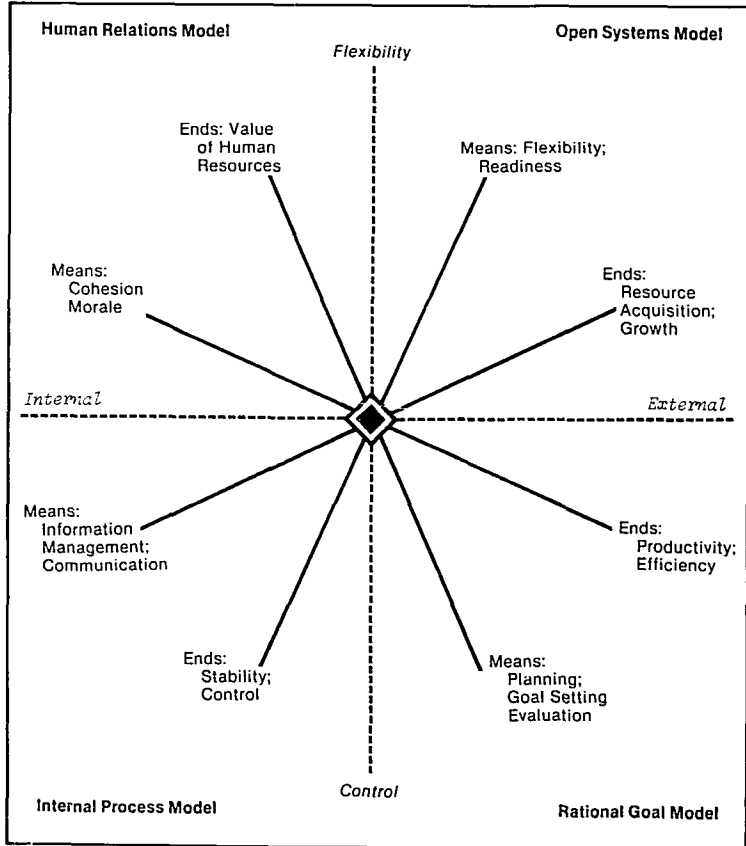 Human Relations Model
Open Systems Model
Flexibility
Ends: Value
of Human
Resources
Means: Flexibility;
Readiness
Means:
Cohesion
Morale
Ends:
Resource
Acquisition;
Growth
Internal
External
Means:
Information
Management;
Communication
Ends:
Productivity;
Efficiency
Ends:
Stability;
Control
Means:
Planning;
Goal Setting
Evaluation
Control
Internal Process Model
Rational Goal Model